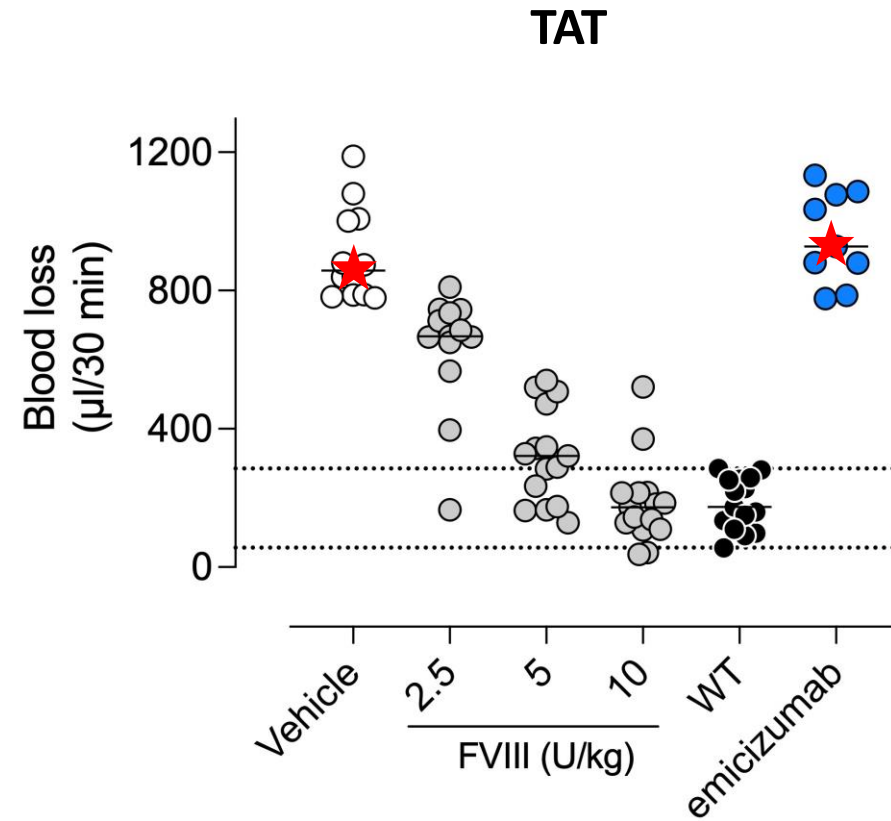 TAT
Blood loss
(µl/30 min)
1200
800
400
0
Vehicle
2.5
5
10
WT
emicizumab
FVIII (U/kg)